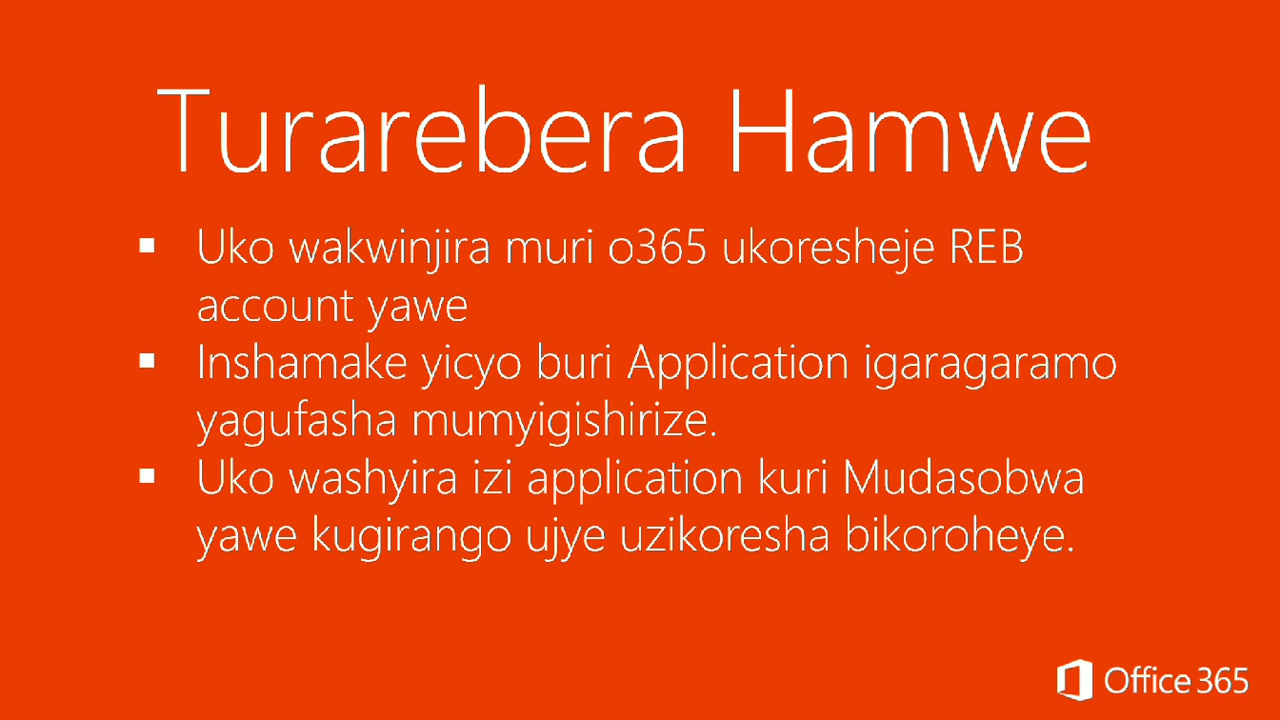 Turarebera Hamwe
▪ Uko wakwinjira muri o365 ukoresheje REB
account yawe
▪ Inshamake yicyo buri Application igaragaramo
yagufasha mumyigishirize.
▪ Uko washyira izi application kuri Mudasobwa
yawe kugirango ujye uzikoresha bikoroheye.
Office 365